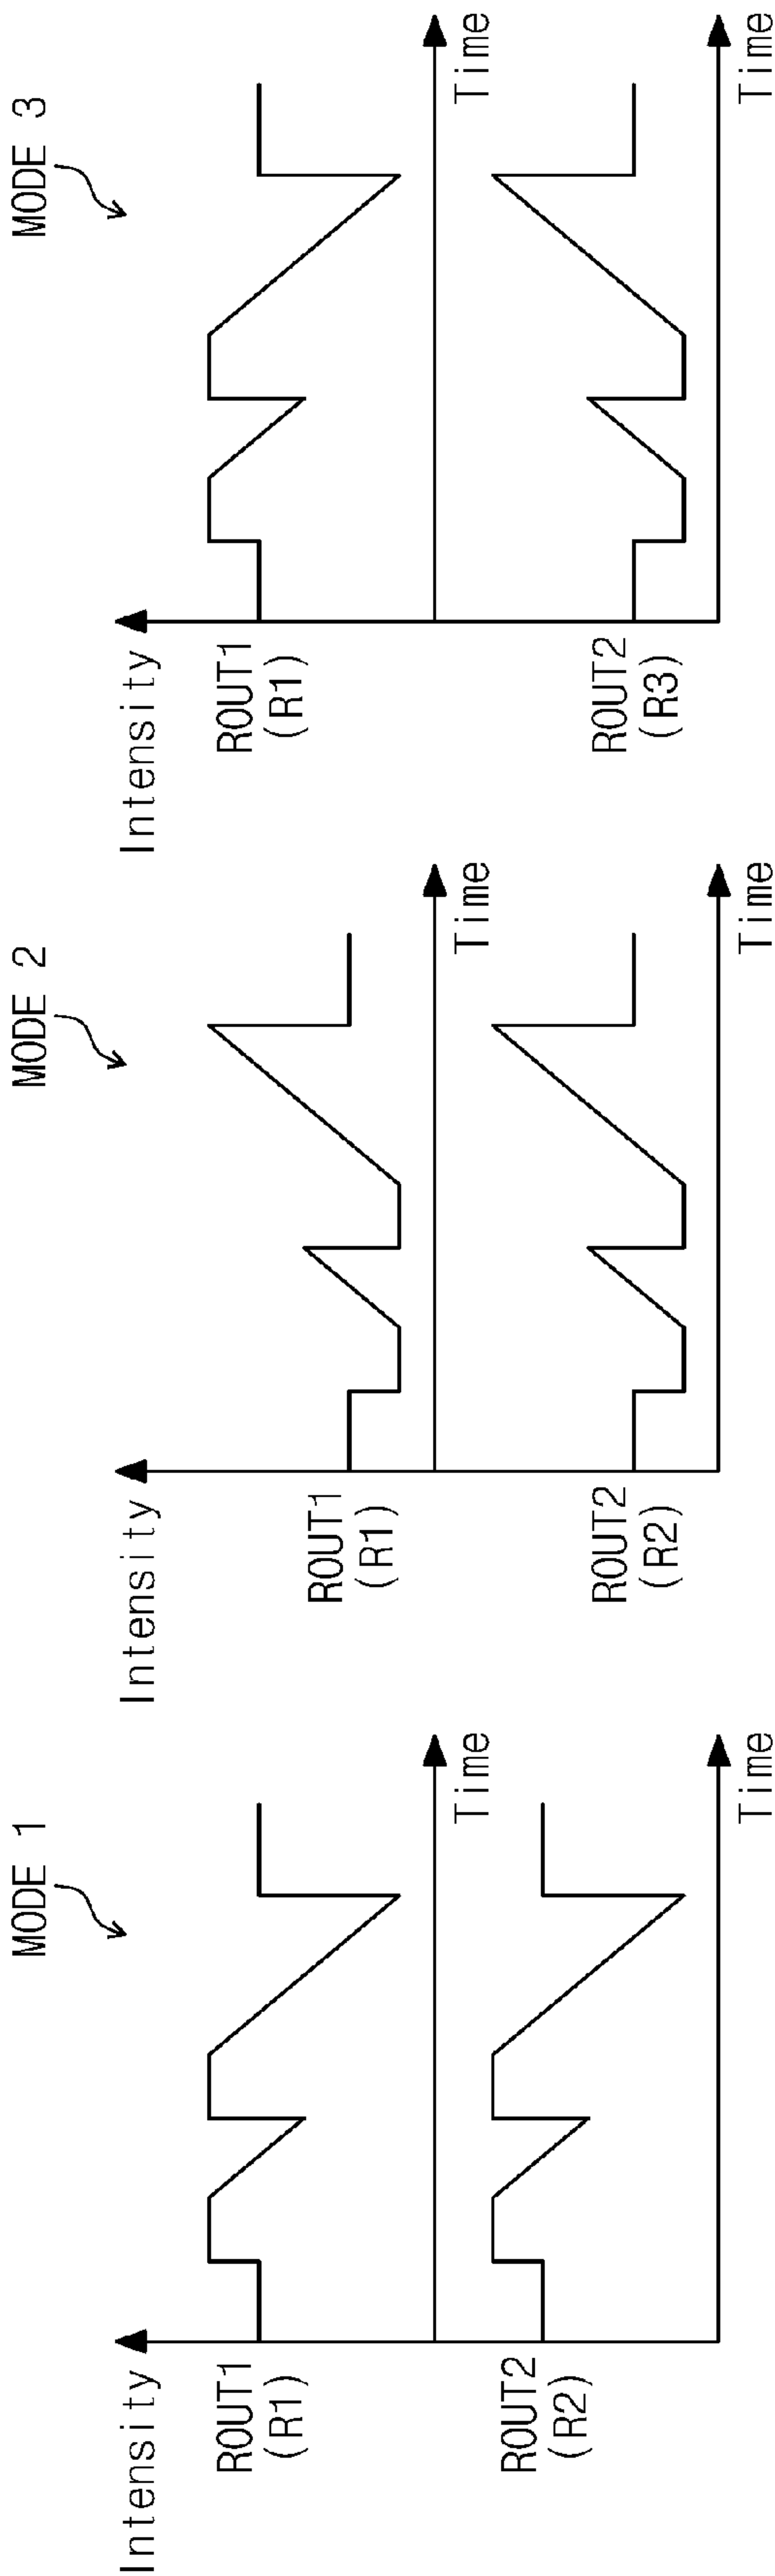 MODE 1
Intensity
ROUT1
(R1)
Time
ROUT2
(R2)
Time
MODE 2
Intensity
ROUT1
(R1)
Time
ROUT2
(R2)
Time
MODE 3
Intensity
ROUT1
(R1)
Time
ROUT2
(R3)
Time